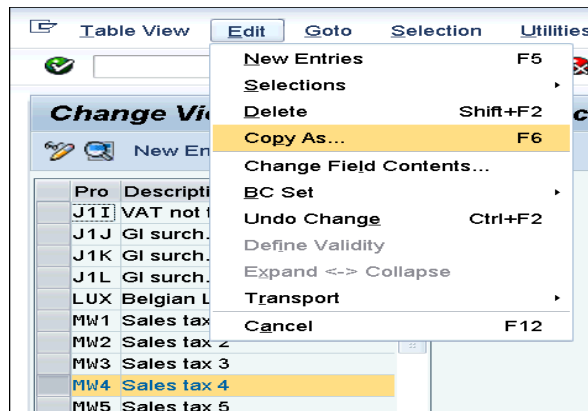 Table View Edit Goto Selection Utilities
New Entries F5
Selections
Delete Shift+F2
Copy As... F6
Change Field Contents...
BC Set
Undo Change Ctrl+F2
Define Validity
Expand <-> Collapse
Transport
Cancel F12
Change Vi
New En
Pro Descripti
J1I VAT not
J1J GI surch.
J1K GI surch.
J1L GI surch.
LUX Belgian L
MW1 Sales tax
MW2 Sales tax 2
MW3 Sales tax 3
MW4 Sales tax 4
MW5 Sales tax 5